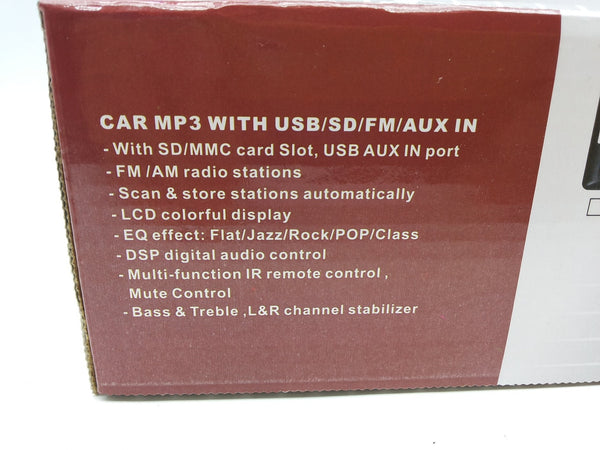 CAR MP3 WITH USB/SD/FM/AUX IN
- With SD/MMC card Slot, USB AUX IN port
- FM /AM radio stations
- Scan & store stations automatically
- LCD colorful display
- EQ effect: Flat/Jazz/Rock/POP/Class
- DSP digital audio control
- Multi-function IR remote control ,
Mute Control
- Bass & Treble ,L&R channel stabilizer